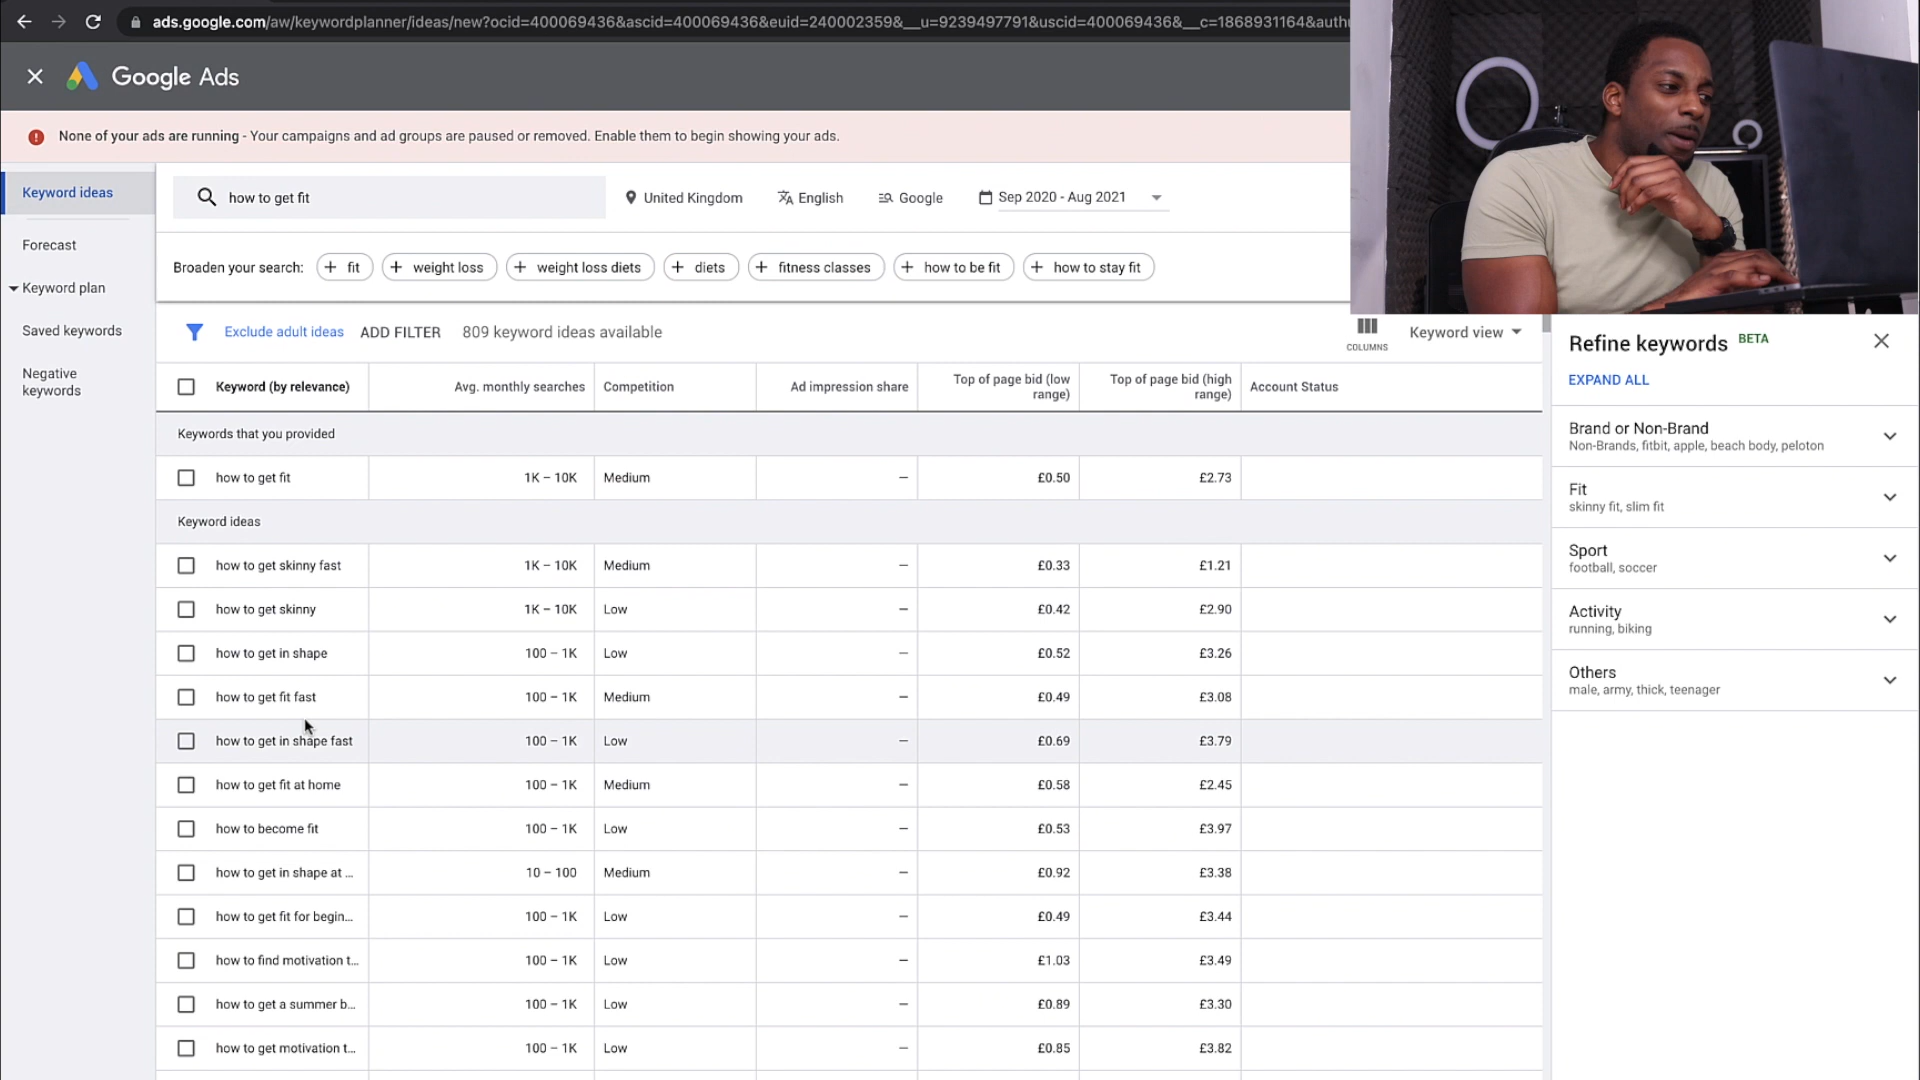 ads.google.com/aw/keywordplanner/ideas/new?ocid=400069436&ascid=400069436&euid=240002359&__u=9239497791&uscid=400069436&__c=1868931164&auth
Google Ads
None of your ads are running - Your campaigns and ad groups are paused or removed. Enable them to begin showing your ads.
Keyword ideas
Forecast
Keyword plan
Saved keywords
Negative
keywords
how to get fit United Kingdom English Google Sep 2020 - Aug 2021
Broaden your search: + fit + weight loss + weight loss diets + diets + fitness classes + how to be fit + how to stay fit
Exclude adult ideas ADD FILTER 809 keyword ideas available COLUMNS Keyword view
Keyword (by relevance) Avg. monthly searches Competition Ad impression share Top of page bid (low range) Top of page bid (high range) Account Status
Keywords that you provided
how to get fit 1K – 10K Medium – £0.50 £2.73
Keyword ideas
how to get skinny fast 1K – 10K Medium – £0.33 £1.21
how to get skinny 1K – 10K Low – £0.42 £2.90
how to get in shape 100 – 1K Low – £0.52 £3.26
how to get fit fast 100 – 1K Medium – £0.49 £3.08
how to get in shape fast 100 – 1K Low – £0.69 £3.79
how to get fit at home 100 – 1K Medium – £0.58 £2.45
how to become fit 100 – 1K Low – £0.53 £3.97
how to get in shape at ... 10 – 100 Medium – £0.92 £3.38
how to get fit for begin... 100 – 1K Low – £0.49 £3.44
how to find motivation t... 100 – 1K Low – £1.03 £3.49
how to get a summer b... 100 – 1K Low – £0.89 £3.30
how to get motivation t... 100 – 1K Low – £0.85 £3.82
Refine keywords BETA
EXPAND ALL
Brand or Non-Brand
Non-Brands, fitbit, apple, beach body, peloton
Fit
skinny fit, slim fit
Sport
football, soccer
Activity
running, biking
Others
male, army, thick, teenager